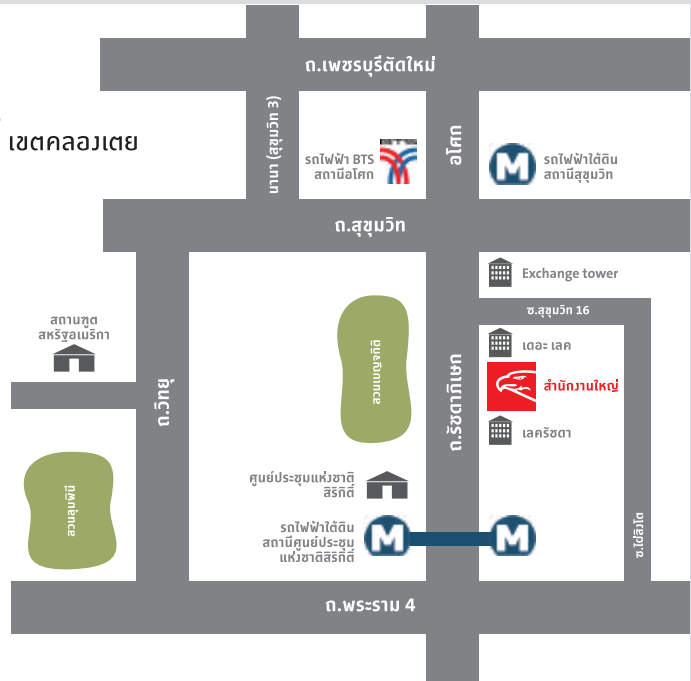 ถ.เพชรบุรีตัดใหม่
เขตคลองเตย
นานา (สุขุมวิท 3)
รถไฟฟ้า BTS
สถานีอโศก
อโศก
M
รถไฟฟ้าใต้ดิน
สถานีสุขุมวิท
ถ.สุขุมวิท
Exchange tower
ซ.สุขุมวิท 16
สถานฑูต
สหรัฐอเมริกา
สวนเบญจกิติ
เดอะ เลค
สำนักงานใหญ่
ถ.วิทยุ
ถ.รัชดาภิเษก
เลครัชดา
ศูนย์ประชุมแห่งชาติ
สิริกิติ์
สวนลุมพินี
รถไฟฟ้าใต้ดิน
สถานีศูนย์ประชุม
แห่งชาติสิริกิติ์
M
M
ซ.ไผ่สิงโต
ถ.พระราม 4